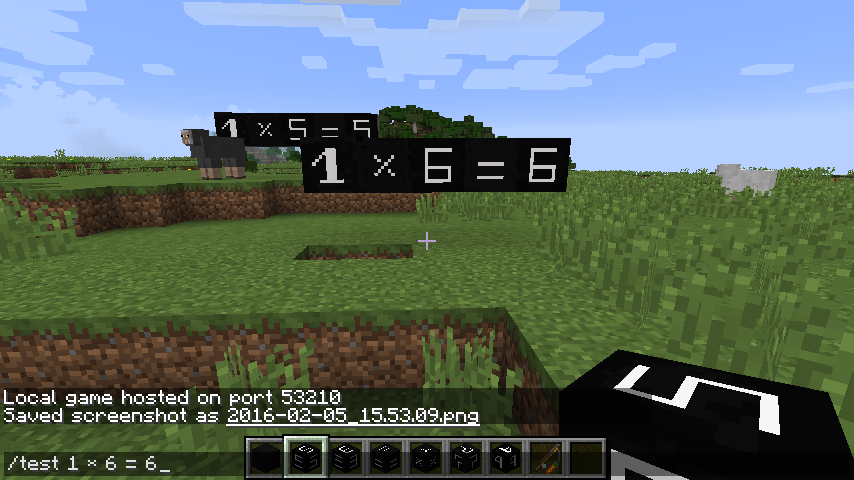 1 × 5 = 5
1 × 6 = 6
Local game hosted on port 53210
Saved screenshot as 2016-02-05_15.53.09.png
/test 1 × 6 = 6_